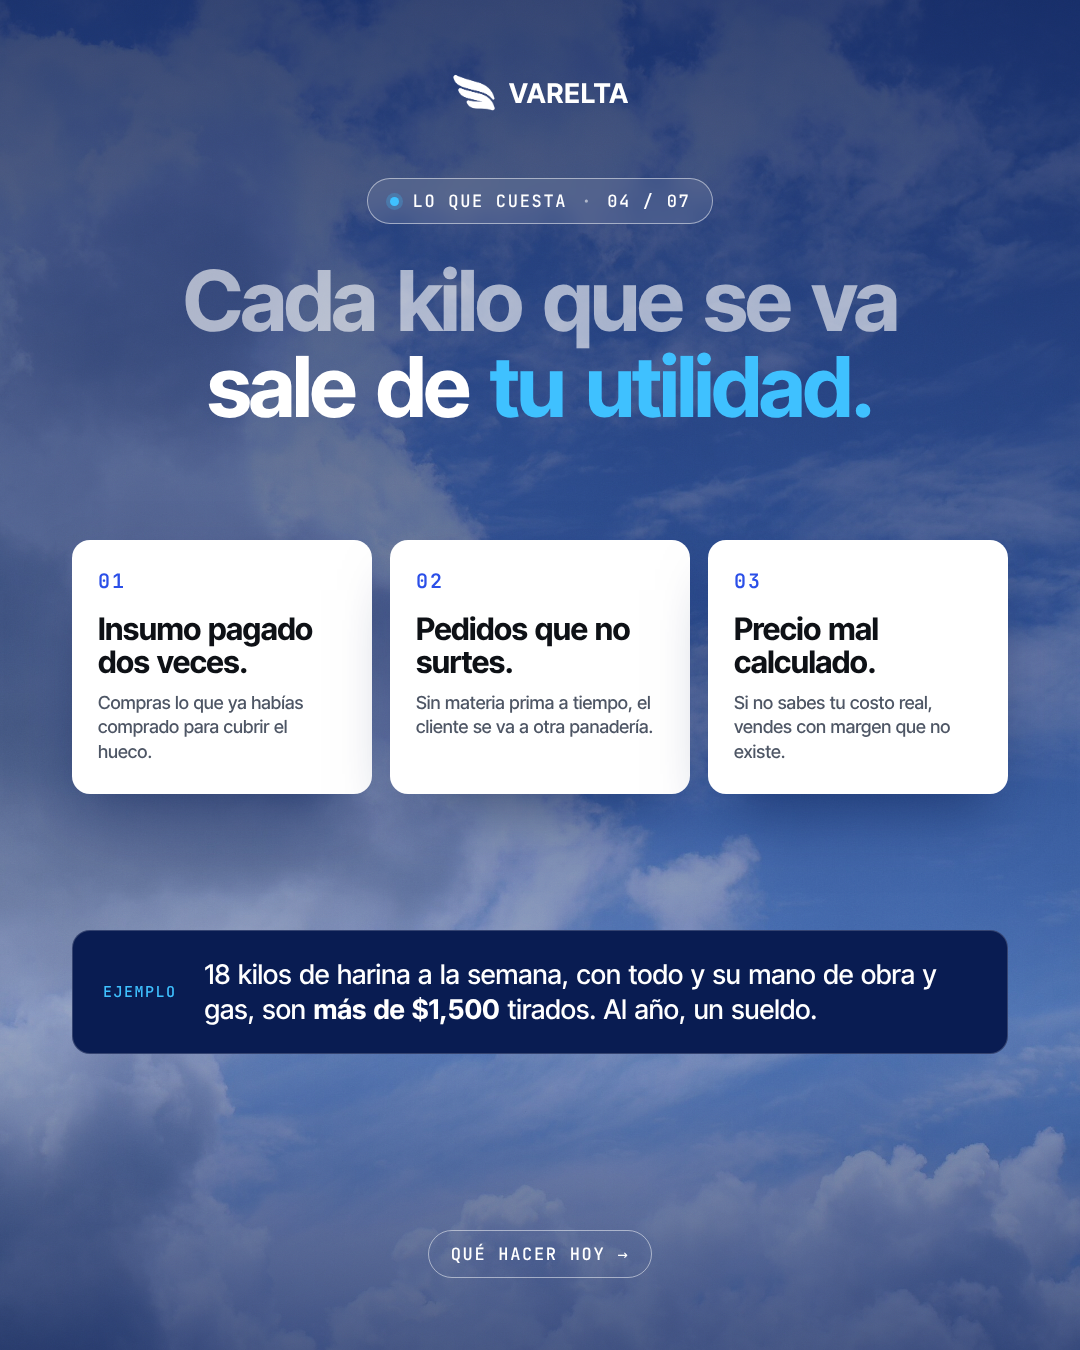 VARELTA
LO QUE CUESTA · 04 / 07
Cada kilo que se va
sale de tu utilidad.
01
Insumo pagado
dos veces.
Compras lo que ya habías
comprado para cubrir el
hueco.
02
Pedidos que no
surtes.
Sin materia prima a tiempo, el
cliente se va a otra panadería.
03
Precio mal
calculado.
Si no sabes tu costo real,
vendes con margen que no
existe.
EJEMPLO
18 kilos de harina a la semana, con todo y su mano de obra y
gas, son más de $1,500 tirados. Al año, un sueldo.
QUÉ HACER HOY →